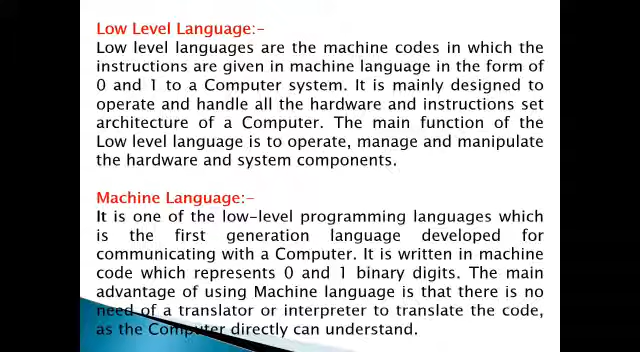 Low Level Language:-
Low level languages are the machine codes in which the
instructions are given in machine language in the form of
0 and 1 to a Computer system. It is mainly designed to
operate and handle all the hardware and instructions set
architecture of a Computer. The main function of the
Low level language is to operate, manage and manipulate
the hardware and system components.
Machine Language:-
It is one of the low-level programming languages which
is the first generation language developed for
communicating with a Computer. It is written in machine
code which represents 0 and 1 binary digits. The main
advantage of using Machine language is that there is no
need of a translator or interpreter to translate the code,
as the Computer directly can understand.